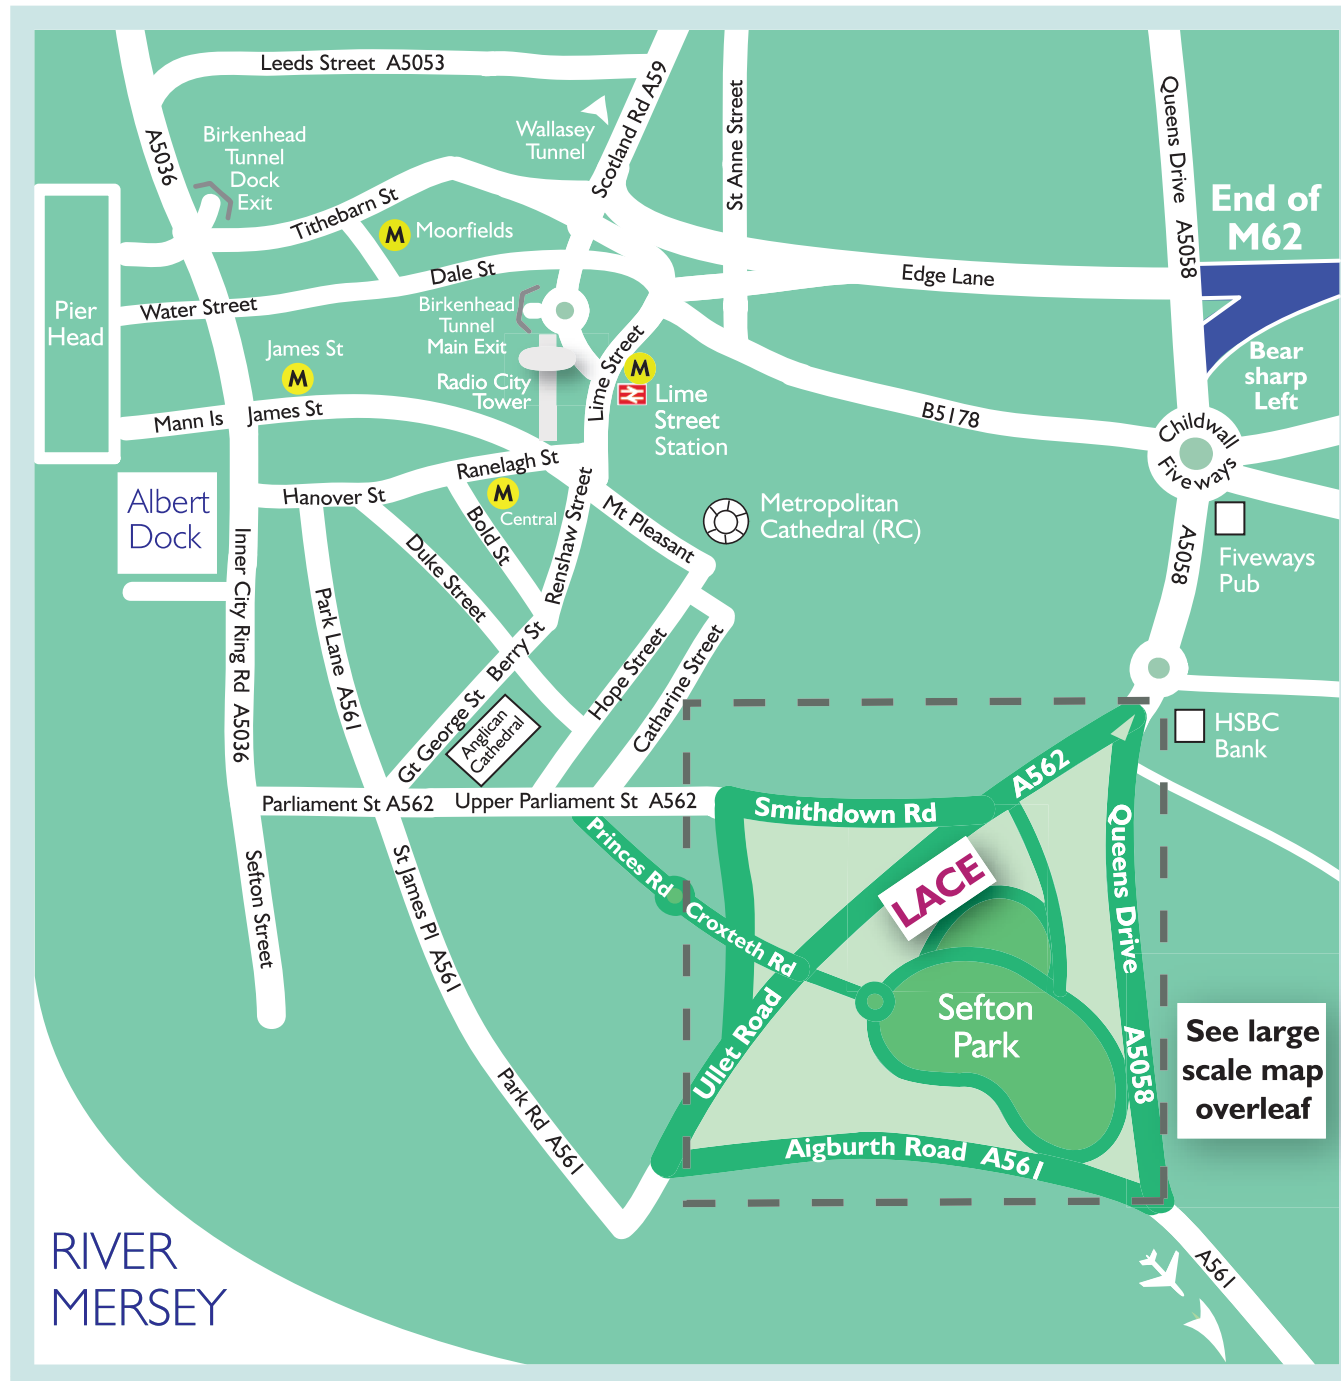 Leeds Street A5053
A5036
Birkenhead
Tunnel
Dock
Exit
Wallasey
Tunnel
Scotland Rd A59
St Anne Street
Queens Drive A5058
End of
M62
Tithebarn St
M
Moorfields
Dale St
Edge Lane
Pier
Head
Water Street
Birkenhead
Tunnel
Main Exit
James St
M
Radio City
Tower
Lime Street
M
Lime
Street
Station
Bear
sharp
Left
Mann Is
James St
B5178
Childwall
Fiveways
Ranelagh St
M
Central
Hanover St
Albert
Dock
Bold St
Renshaw Street
Mt Pleasant
Metropolitan
Cathedral (RC)
A5058
Fiveways
Pub
Inner City Ring Rd A5036
Park Lane A561
Duke Street
Berry St
Hope Street
Catharine Street
Gt George St
Anglican
Cathedral
HSBC
Bank
Parliament St A562
Upper Parliament St A562
Smithdown Rd
A562
Queens Drive
A5058
Princes Rd
Croxteth Rd
LACE
Sefton Street
St James Pl A561
Ullet Road
Sefton
Park
See large
scale map
overleaf
Park Rd A561
Aigburth Road A561
RIVER
MERSEY
A561